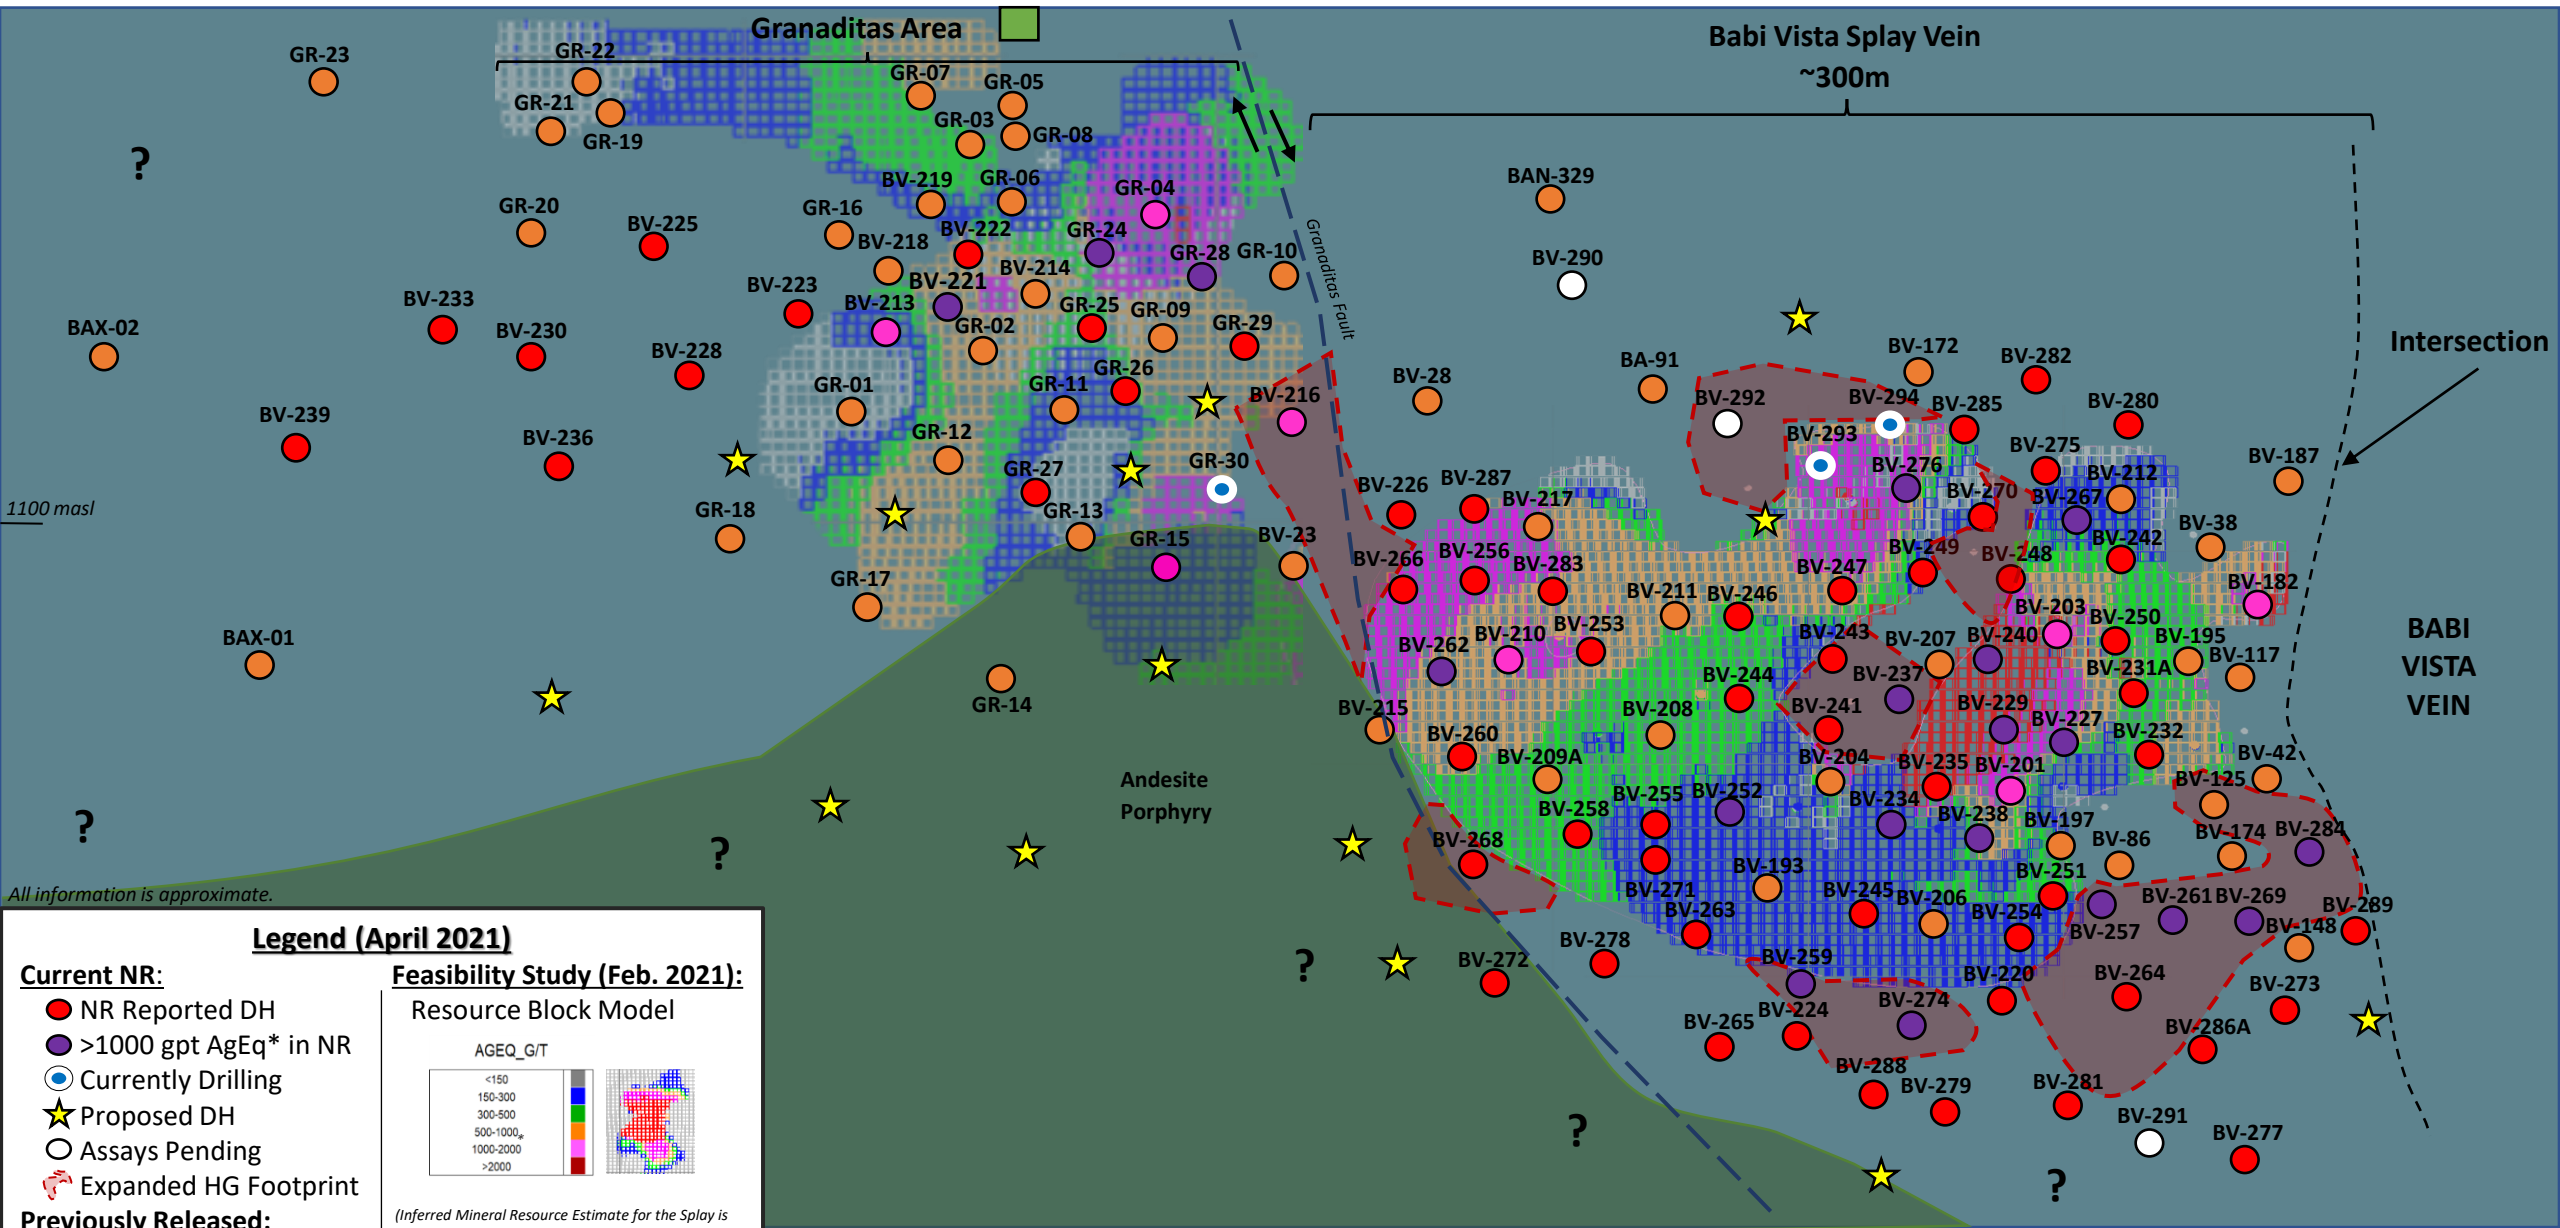 Granaditas Area
Babi Vista Splay Vein
~300m
GR-23
GR-22
GR-21
GR-19
GR-07
GR-05
GR-03
GR-08
GR-20
BV-225
GR-16
BV-219
GR-06
GR-04
BV-218
BV-222
GR-24
GR-28
GR-10
BV-223
BV-213
BV-221
BV-214
GR-02
GR-25
GR-09
GR-29
Granaditas Fault
BAN-329
BV-290
BAX-02
BV-233
BV-230
BV-228
GR-01
GR-11
GR-26
BV-216
BV-28
BA-91
BV-292
BV-172
BV-294
BV-282
BV-285
BV-280
Intersection
BV-239
BV-236
GR-12
GR-27
GR-30
BV-293
BV-276
BV-275
BV-212
BV-187
1100 masl
GR-18
GR-13
GR-15
BV-23
BV-226
BV-287
BV-217
BV-270
BV-267
BV-38
BV-242
GR-17
BV-266
BV-256
BV-283
BV-211
BV-246
BV-247
BV-249
BV-248
BV-182
BAX-01
GR-14
BV-262
BV-210
BV-253
BV-243
BV-207
BV-240
BV-203
BV-250
BV-195
BV-117
BABI
VISTA
VEIN
BV-215
BV-260
BV-209A
BV-208
BV-244
BV-241
BV-237
BV-229
BV-227
BV-231A
BV-232
BV-42
Andesite
Porphyry
BV-268
BV-258
BV-255
BV-252
BV-204
BV-234
BV-235
BV-201
BV-238
BV-197
BV-86
BV-125
BV-174
BV-284
BV-271
BV-263
BV-193
BV-245
BV-206
BV-254
BV-251
BV-257
BV-261
BV-269
BV-148
BV-289
BV-272
BV-278
BV-259
BV-274
BV-220
BV-264
BV-273
BV-265
BV-224
BV-286A
BV-288
BV-279
BV-281
BV-291
BV-277
?
?
?
?
?
?
All information is approximate.
Legend (April 2021)
Current NR:
NR Reported DH
>1000 gpt AgEq* in NR
Currently Drilling
Proposed DH
Assays Pending
Expanded HG Footprint
Previously Released:
Feasibility Study (Feb. 2021):
Resource Block Model
AGEQ_G/T
<150
150-300
300-500
500-1000*
1000-2000
>2000
(Inferred Mineral Resource Estimate for the Splay is